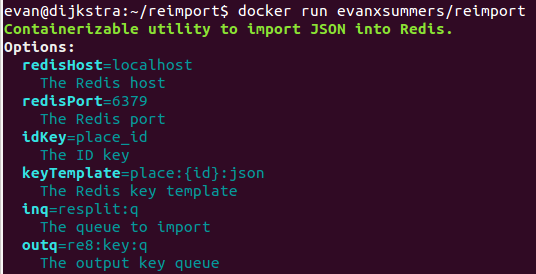 evan@dijkstra:~/reimport$ docker run evanxsummers/reimport
Containerizable utility to import JSON into Redis.
Options:
redisHost=localhost
The Redis host
redisPort=6379
The Redis port
idKey=place_id
The ID key
keyTemplate=place:{id}:json
The Redis key template
inq=resplit:q
The queue to import
outq=re8:key:q
The output key queue